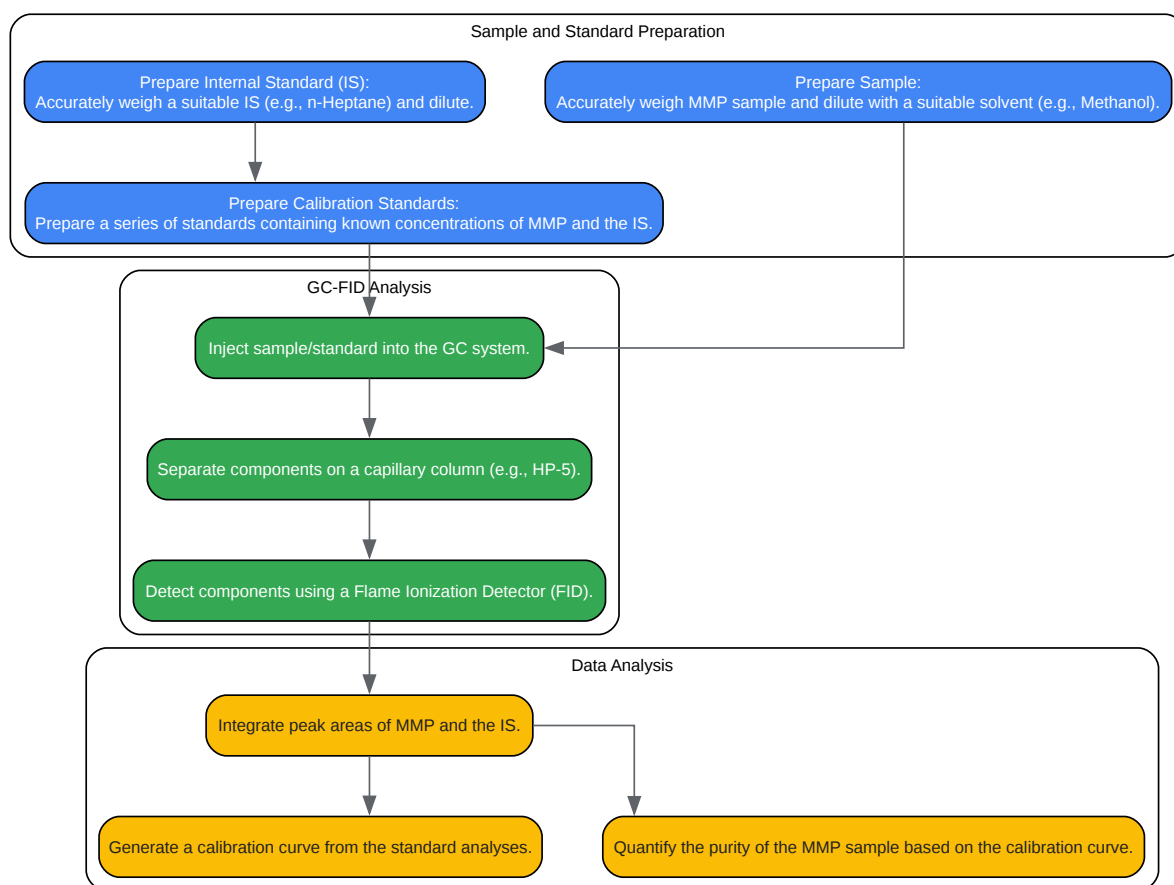 Sample and Standard Preparation
Prepare Internal Standard (IS):
Accurately weigh a suitable IS (e.g., n-Heptane) and dilute.
Prepare Sample:
Accurately weigh MMP sample and dilute with a suitable solvent (e.g., Methanol).
Prepare Calibration Standards:
Prepare a series of standards containing known concentrations of MMP and the IS.
GC-FID Analysis
Inject sample/standard into the GC system.
Separate components on a capillary column (e.g., HP-5).
Detect components using a Flame Ionization Detector (FID).
Data Analysis
Integrate peak areas of MMP and the IS.
Generate a calibration curve from the standard analyses.
Quantify the purity of the MMP sample based on the calibration curve.